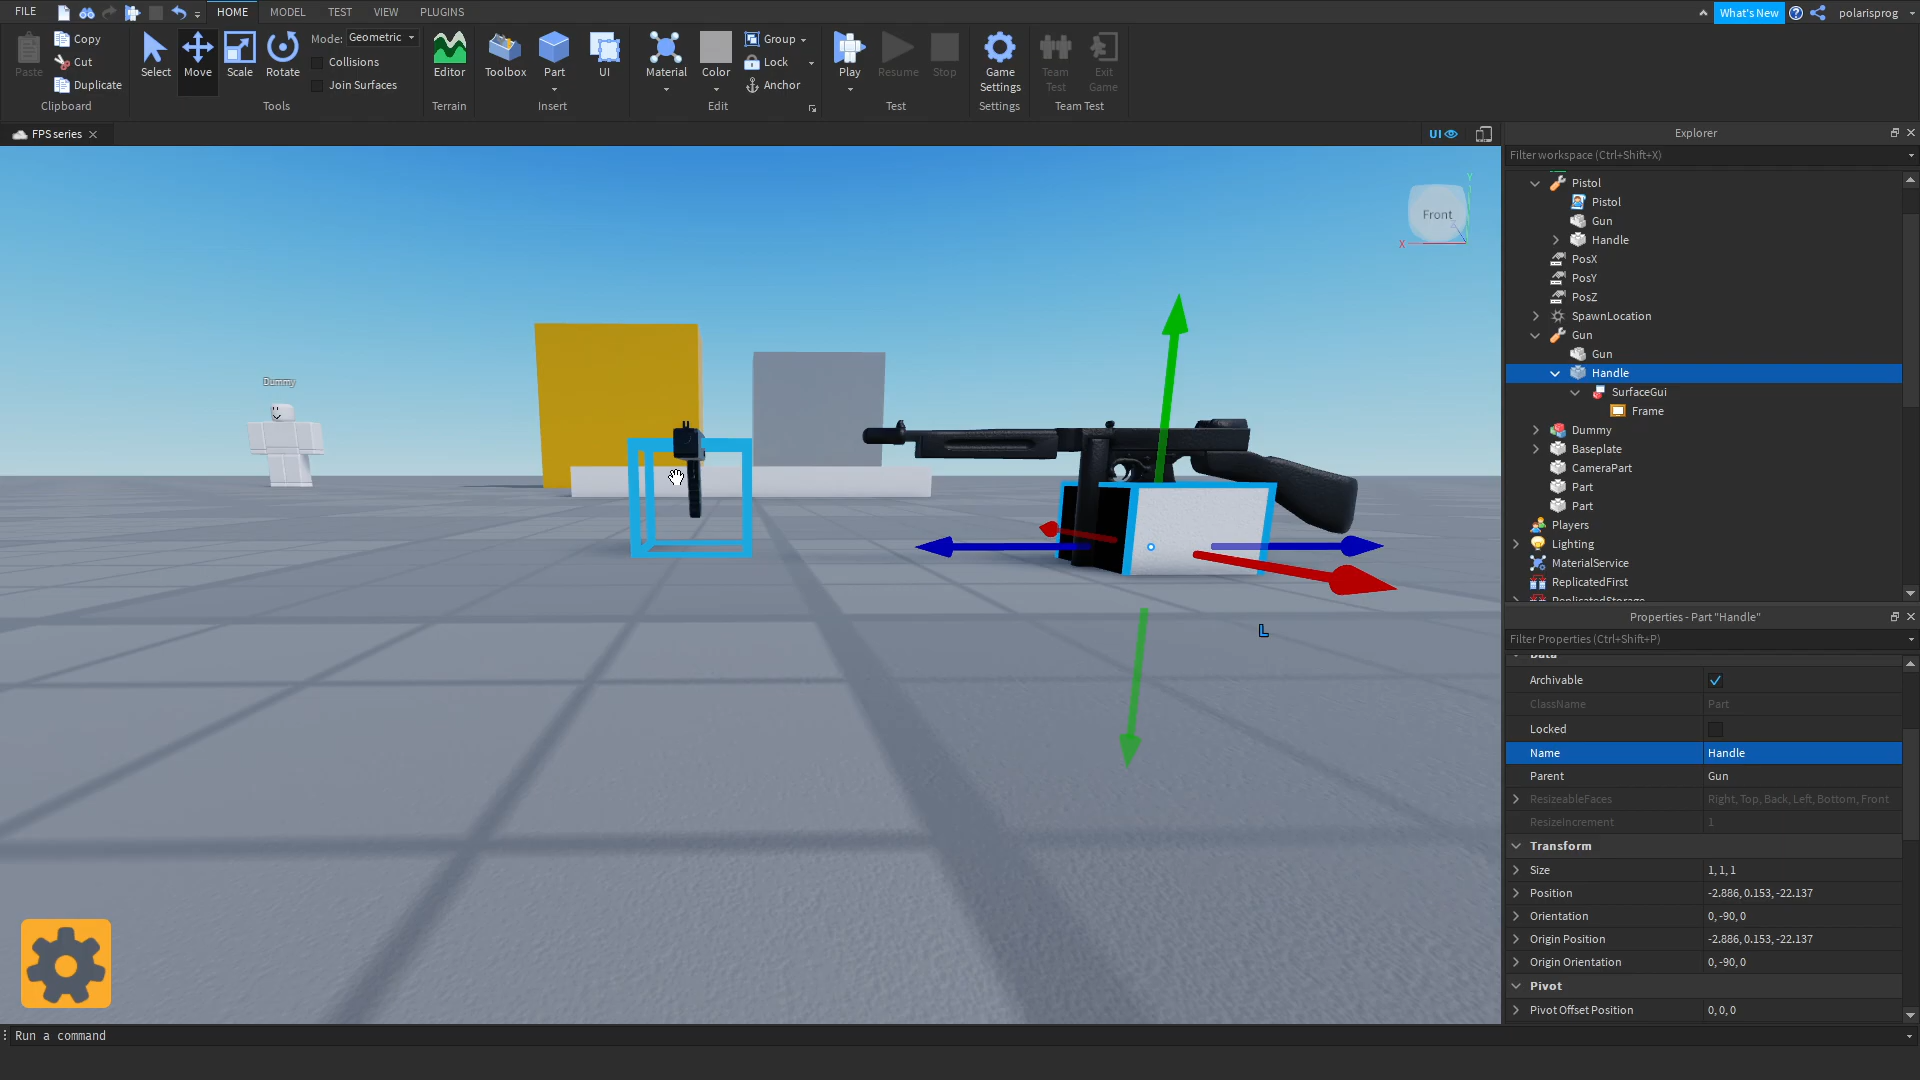 FILE HOME MODEL TEST VIEW PLUGINS What's New polarisprog
Copy Mode: Geometric Group
Cut Collisions Lock
Paste Duplicate Select Move Scale Rotate Join Surfaces Editor Toolbox Part UI Material Color Anchor Play Resume Stop Game Settings Team Test Exit Game
Clipboard Tools Terrain Insert Edit Test Settings Team Test
FPS series UI
Front
X
Y
Dummy
L
Explorer
Filter workspace (Ctrl+Shift+X)
Pistol
Pistol
Gun
Handle
PosX
PosY
PosZ
SpawnLocation
Gun
Gun
Handle
SurfaceGui
Frame
Dummy
Baseplate
CameraPart
Part
Part
Players
Lighting
MaterialService
ReplicatedFirst
ReplicatedStorage
Properties - Part "Handle"
Filter Properties (Ctrl+Shift+P)
Data
Archivable
ClassName Part
Locked
Name Handle
Parent Gun
ResizeableFaces Right, Top, Back, Left, Bottom, Front
ResizeIncrement 1
Transform
Size 1, 1, 1
Position -2.886, 0.153, -22.137
Orientation 0, -90, 0
Origin Position -2.886, 0.153, -22.137
Origin Orientation 0, -90, 0
Pivot
Pivot Offset Position 0, 0, 0
Run a command